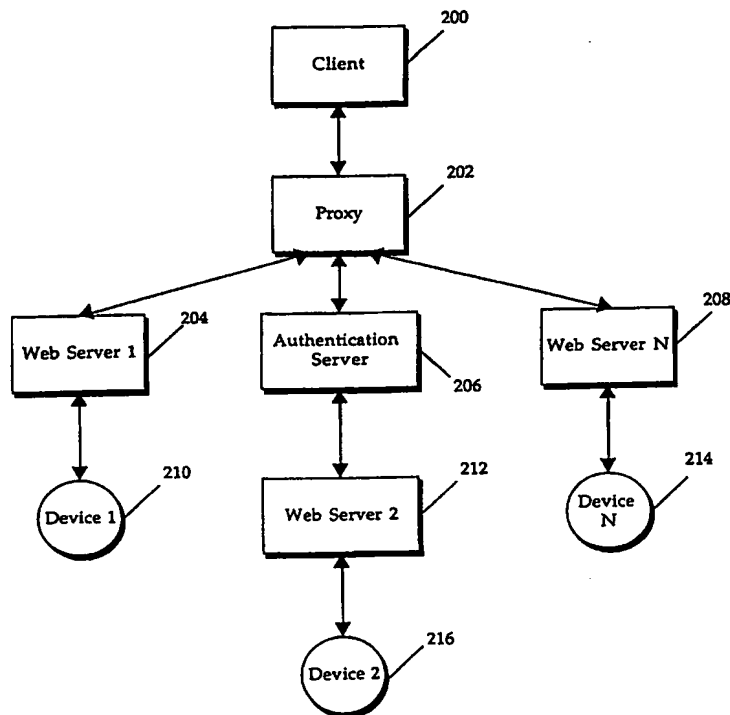 200
Client
202
Proxy
204
Web Server 1
Authentication
Server
206
208
Web Server N
210
Device 1
212
Web Server 2
214
Device
N
216
Device 2